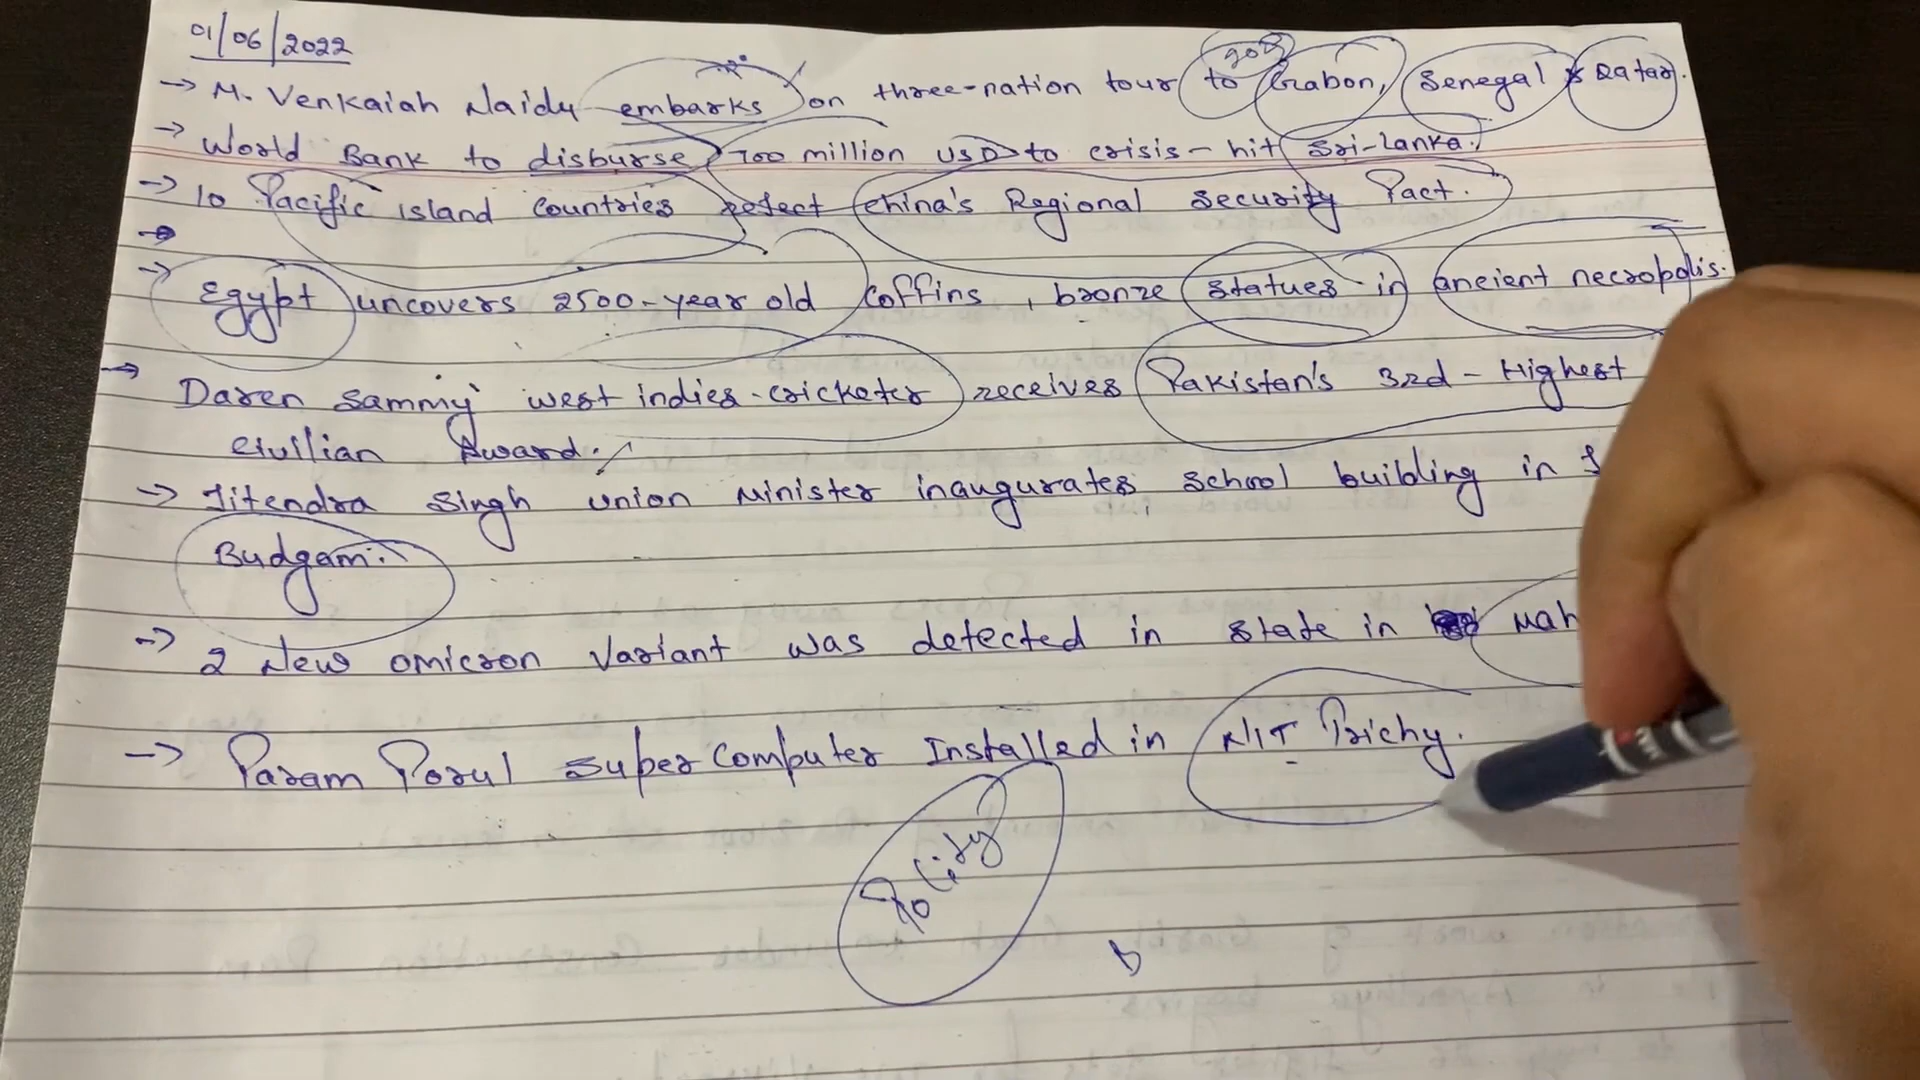 01/06/2022
goes
→ M. Venkaiah Naidu embarks on three-nation tour to Gabon, Senegal & Qatar.
→ World Bank to disburse 700 million USD to crisis-hit Sri-Lanka.
→ 10 Pacific island countries reject China's Regional Security Pact.
→
→ Egypt uncovers 2500-year old coffins, bronze statues in ancient necropolis.
→ Daren Sammy west indies cricketer receives Pakistan's 3rd-Highest
civilian Award.
→ Jitendra Singh union Minister inaugurates School building in
Budgam.
→ 2 New omicron Variant was detected in state in Mah
→ Param Porul super computer Installed in NIT Trichy.
Polity